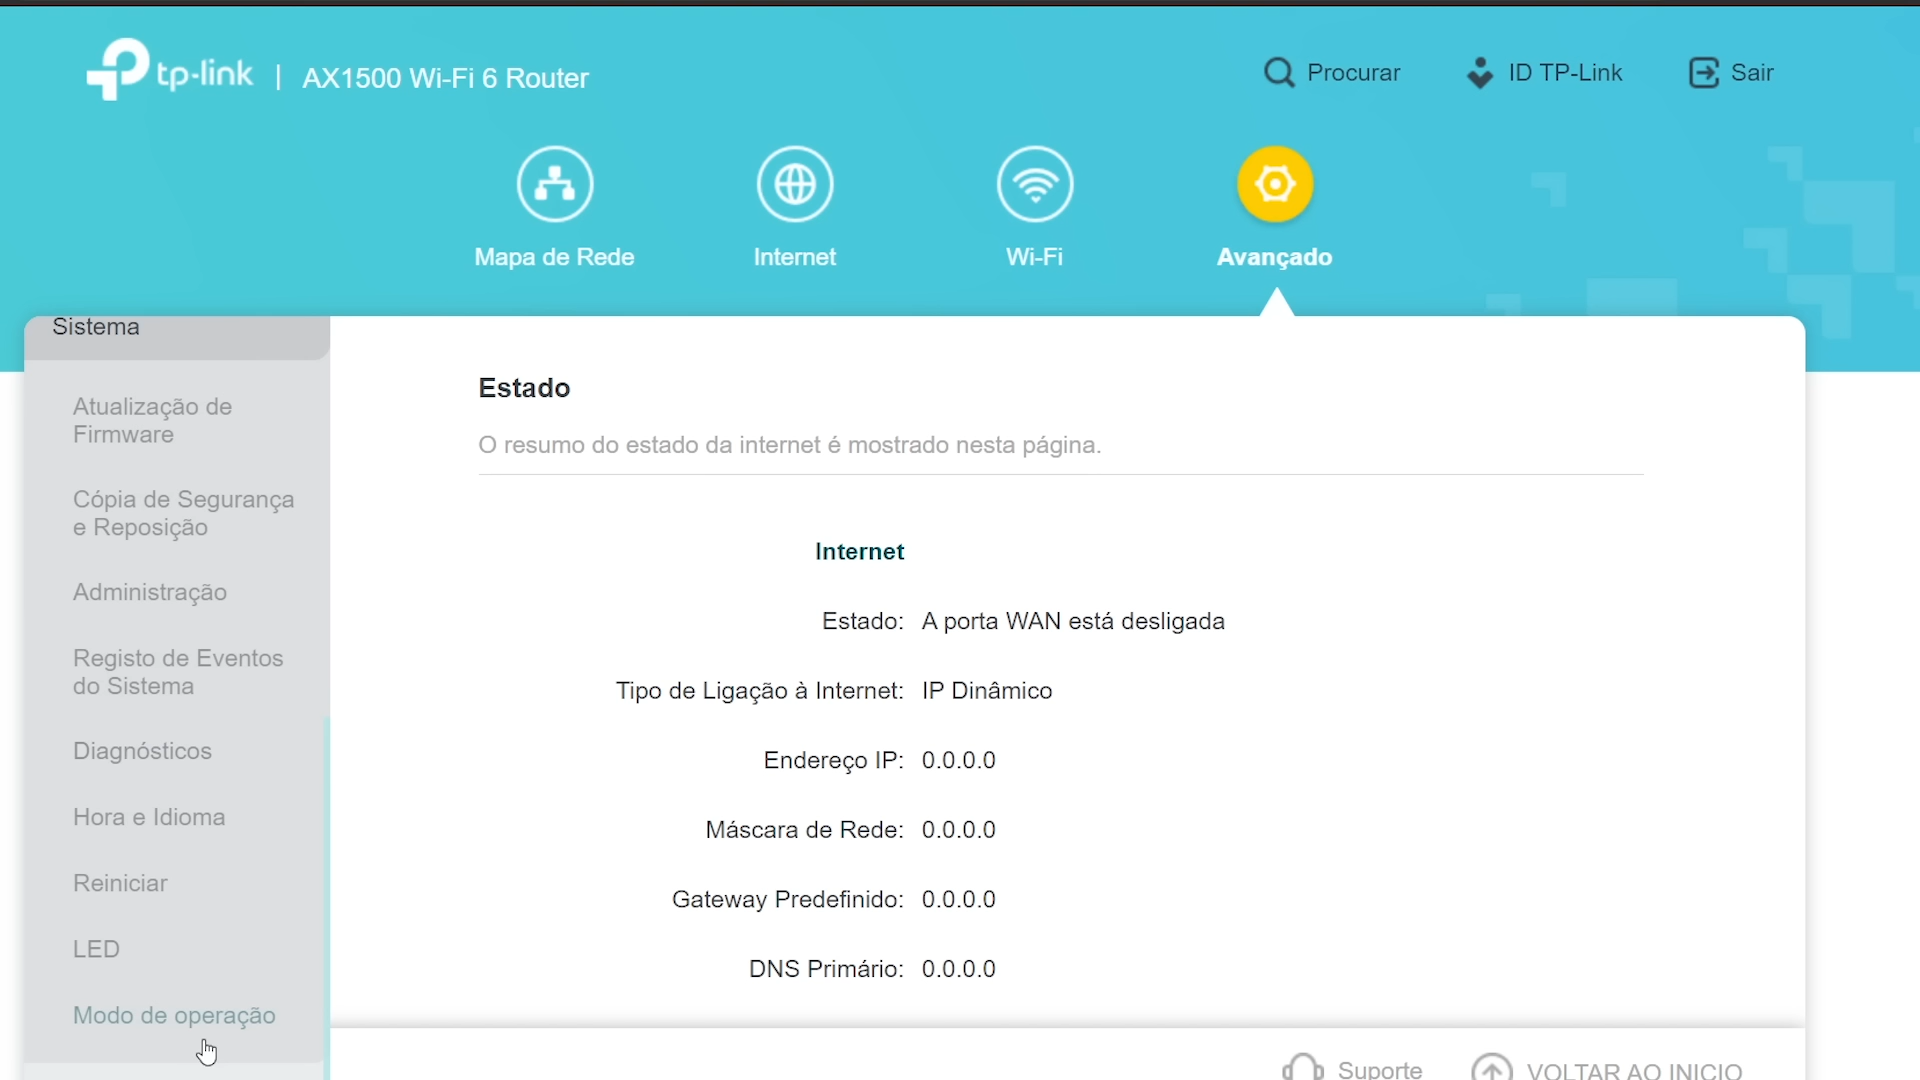 tp-link | AX1500 Wi-Fi 6 Router
Procurar
ID TP-Link
Sair
Mapa de Rede
Internet
Wi-Fi
Avançado
Sistema
Atualização de
Firmware
Cópia de Segurança
e Reposição
Administração
Registo de Eventos
do Sistema
Diagnósticos
Hora e Idioma
Reiniciar
LED
Modo de operação
Estado
O resumo do estado da internet é mostrado nesta página.
Internet
Estado: A porta WAN está desligada
Tipo de Ligação à Internet: IP Dinâmico
Endereço IP: 0.0.0.0
Máscara de Rede: 0.0.0.0
Gateway Predefinido: 0.0.0.0
DNS Primário: 0.0.0.0
Suporte
VOLTAR AO INICIO